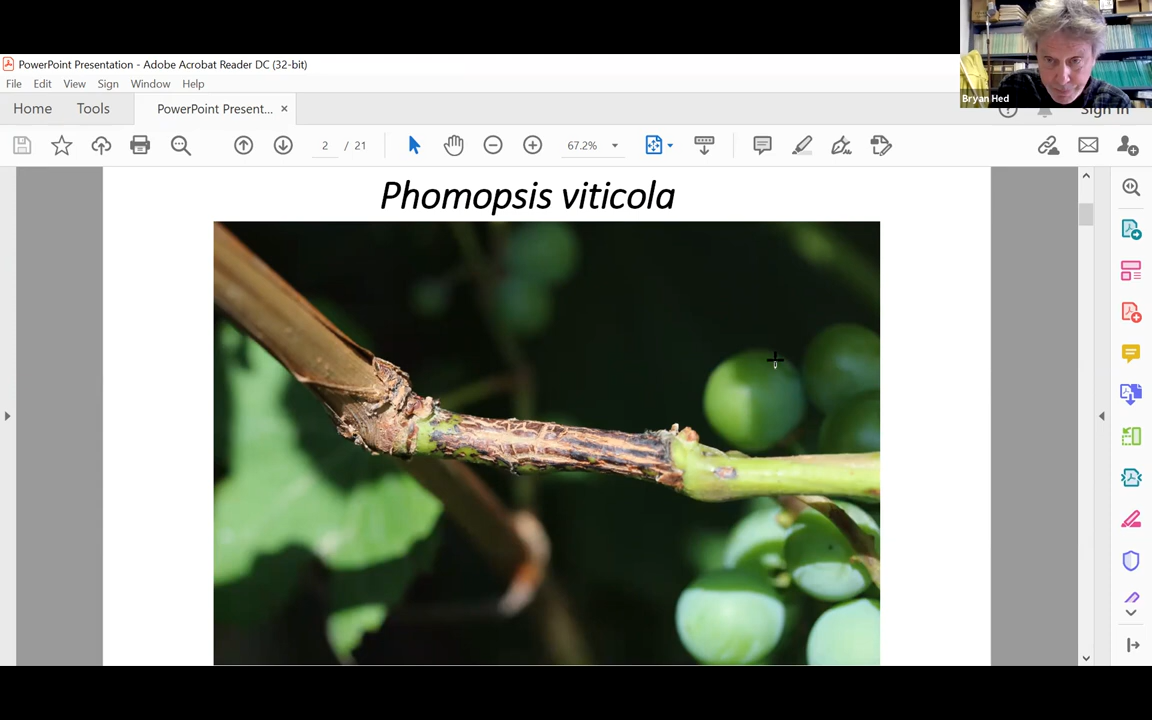 PowerPoint Presentation - Adobe Acrobat Reader DC (32-bit)
File Edit View Sign Window Help
Home Tools PowerPoint Present... ×
Bryan Hed
Sign In
2 / 21 67.2%
Phomopsis viticola